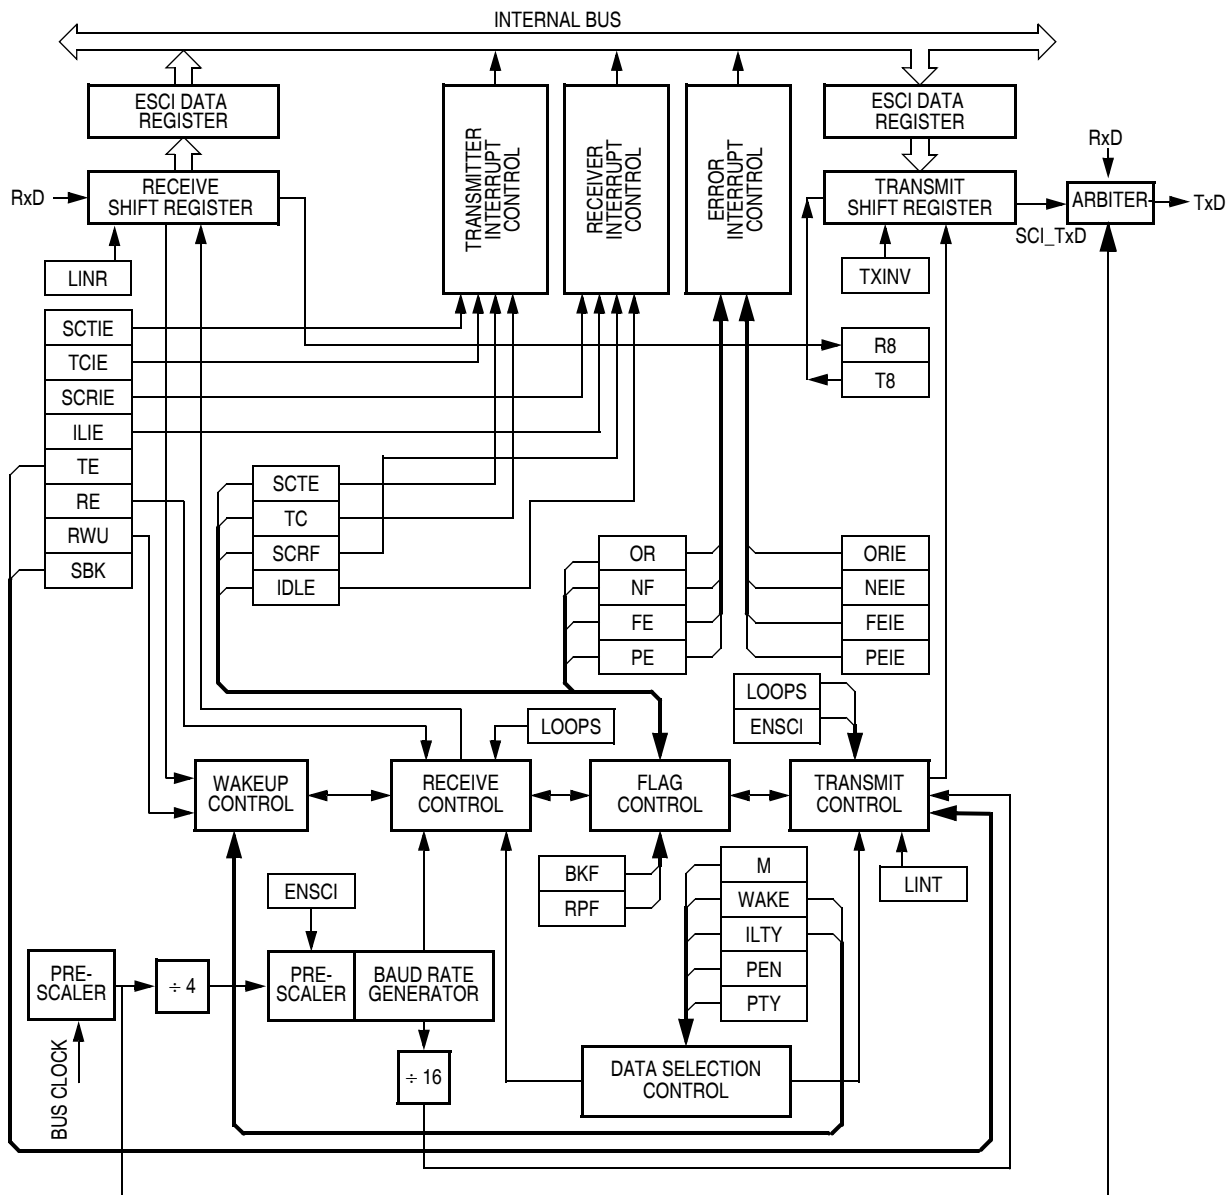 INTERNAL BUS
ESCI DATA
REGISTER
ESCI DATA
REGISTER
RxD
RECEIVE
SHIFT REGISTER
TRANSMITTER
INTERRUPT
CONTROL
RECEIVER
INTERRUPT
CONTROL
ERROR
INTERRUPT
CONTROL
TRANSMIT
SHIFT REGISTER
RxD
ARBITER
TxD
SCI_TxD
LINR
TXINV
SCTIE
TCIE
SCRIE
ILIE
TE
RE
RWU
SBK
R8
T8
SCTE
TC
SCRF
IDLE
OR
NF
FE
PE
ORIE
NEIE
FEIE
PEIE
LOOPS
LOOPS
ENSCI
WAKEUP
CONTROL
RECEIVE
CONTROL
FLAG
CONTROL
TRANSMIT
CONTROL
BKF
RPF
M
WAKE
ILTY
PEN
PTY
LINT
ENSCI
PRE-
SCALER
÷ 4
PRE-
SCALER
BAUD RATE
GENERATOR
÷ 16
DATA SELECTION
CONTROL
BUS CLOCK